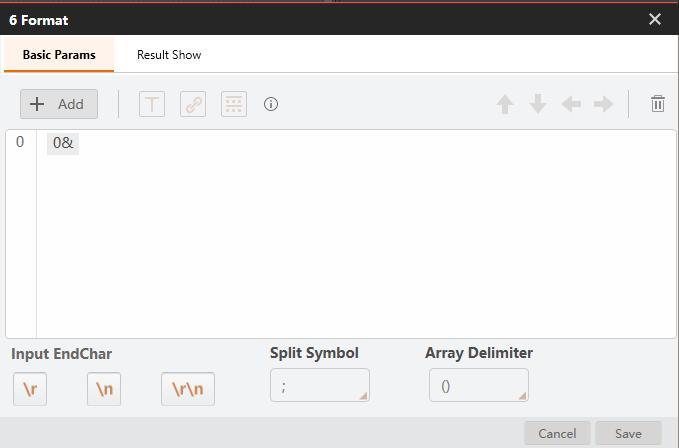 6 Format
Basic Params Result Show
+ Add
0 0&
Input EndChar Split Symbol Array Delimiter
\r \n \r\n ; ()
Cancel Save